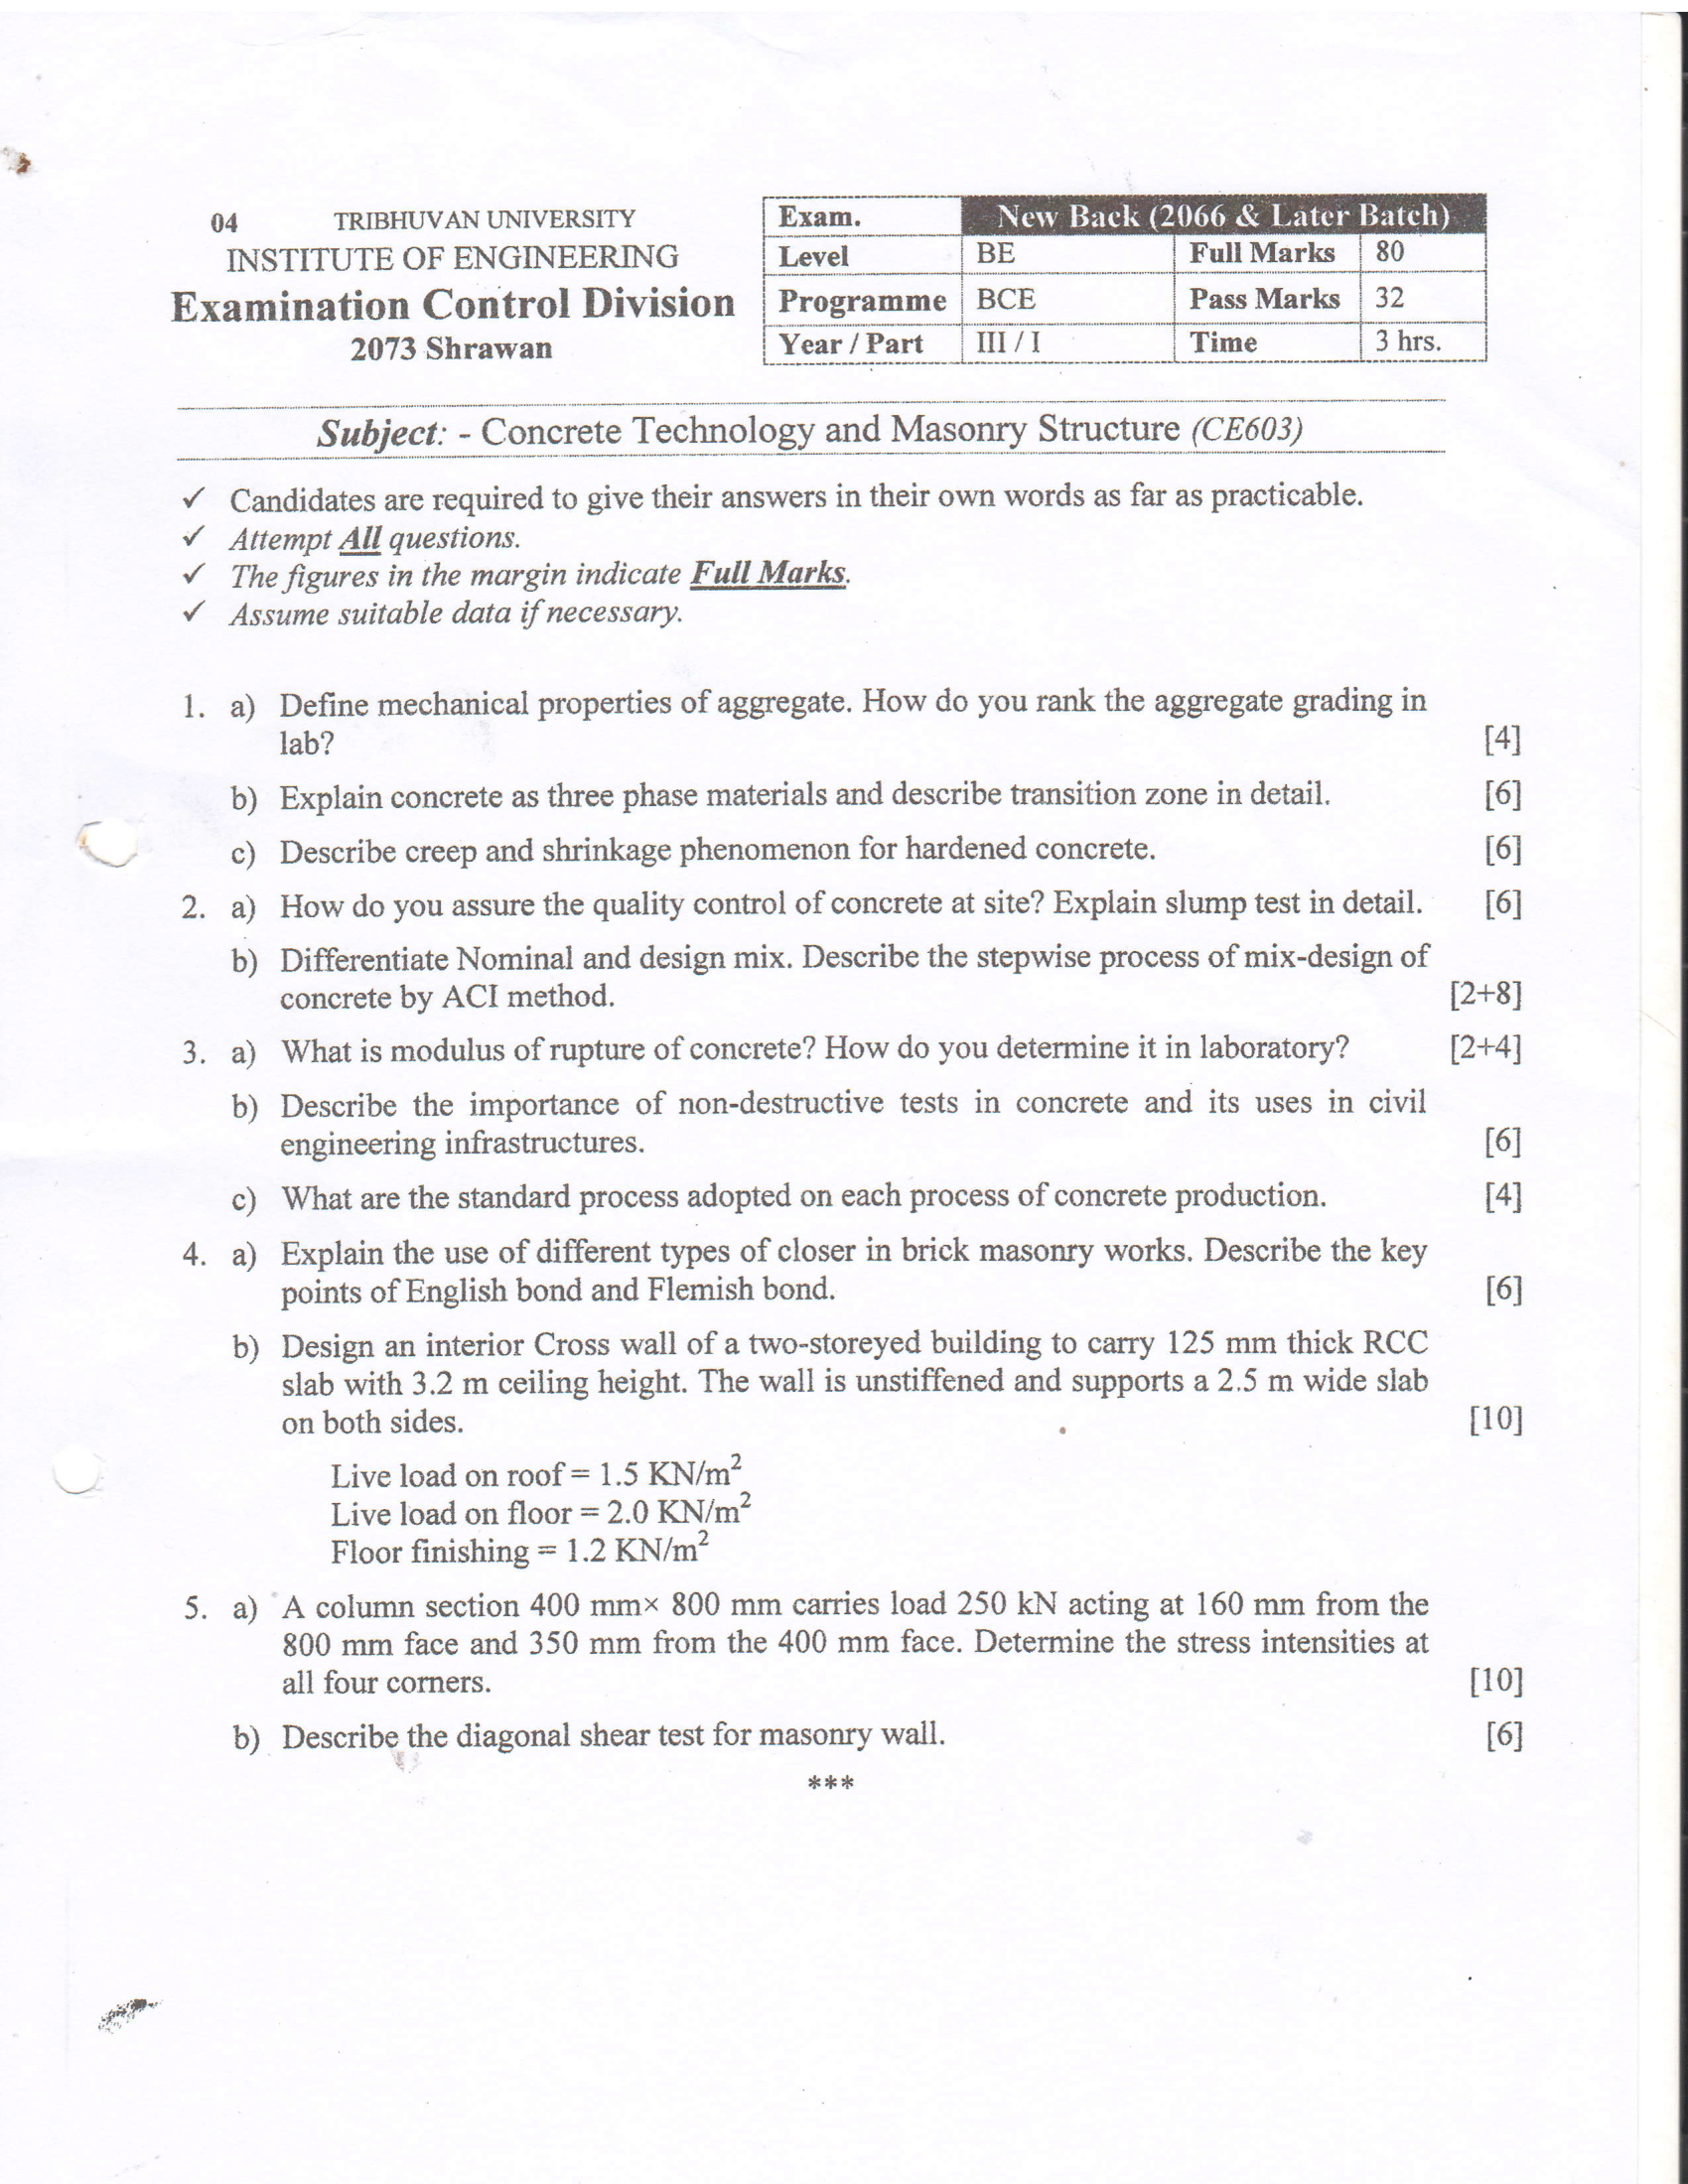 04 TRIBHUVAN UNIVERSITY
INSTITUTE OF ENGINEERING
Examination Control Division
2073 Shrawan
Exam. New Back (2066 & Later Batch)
Level BE Full Marks 80
Programme BCE Pass Marks 32
Year / Part III / I Time 3 hrs.
Subject: - Concrete Technology and Masonry Structure (CE603)
✓ Candidates are required to give their answers in their own words as far as practicable.
✓ Attempt All questions.
✓ The figures in the margin indicate Full Marks.
✓ Assume suitable data if necessary.
1. a) Define mechanical properties of aggregate. How do you rank the aggregate grading in
lab? [4]
b) Explain concrete as three phase materials and describe transition zone in detail. [6]
c) Describe creep and shrinkage phenomenon for hardened concrete. [6]
2. a) How do you assure the quality control of concrete at site? Explain slump test in detail. [6]
b) Differentiate Nominal and design mix. Describe the stepwise process of mix-design of
concrete by ACI method. [2+8]
3. a) What is modulus of rupture of concrete? How do you determine it in laboratory? [2+4]
b) Describe the importance of non-destructive tests in concrete and its uses in civil
engineering infrastructures. [6]
c) What are the standard process adopted on each process of concrete production. [4]
4. a) Explain the use of different types of closer in brick masonry works. Describe the key
points of English bond and Flemish bond. [6]
b) Design an interior Cross wall of a two-storeyed building to carry 125 mm thick RCC
slab with 3.2 m ceiling height. The wall is unstiffened and supports a 2.5 m wide slab
on both sides. [10]
Live load on roof = 1.5 KN/m²
Live load on floor = 2.0 KN/m²
Floor finishing = 1.2 KN/m²
5. a) A column section 400 mm× 800 mm carries load 250 kN acting at 160 mm from the
800 mm face and 350 mm from the 400 mm face. Determine the stress intensities at
all four corners. [10]
b) Describe the diagonal shear test for masonry wall. [6]
***